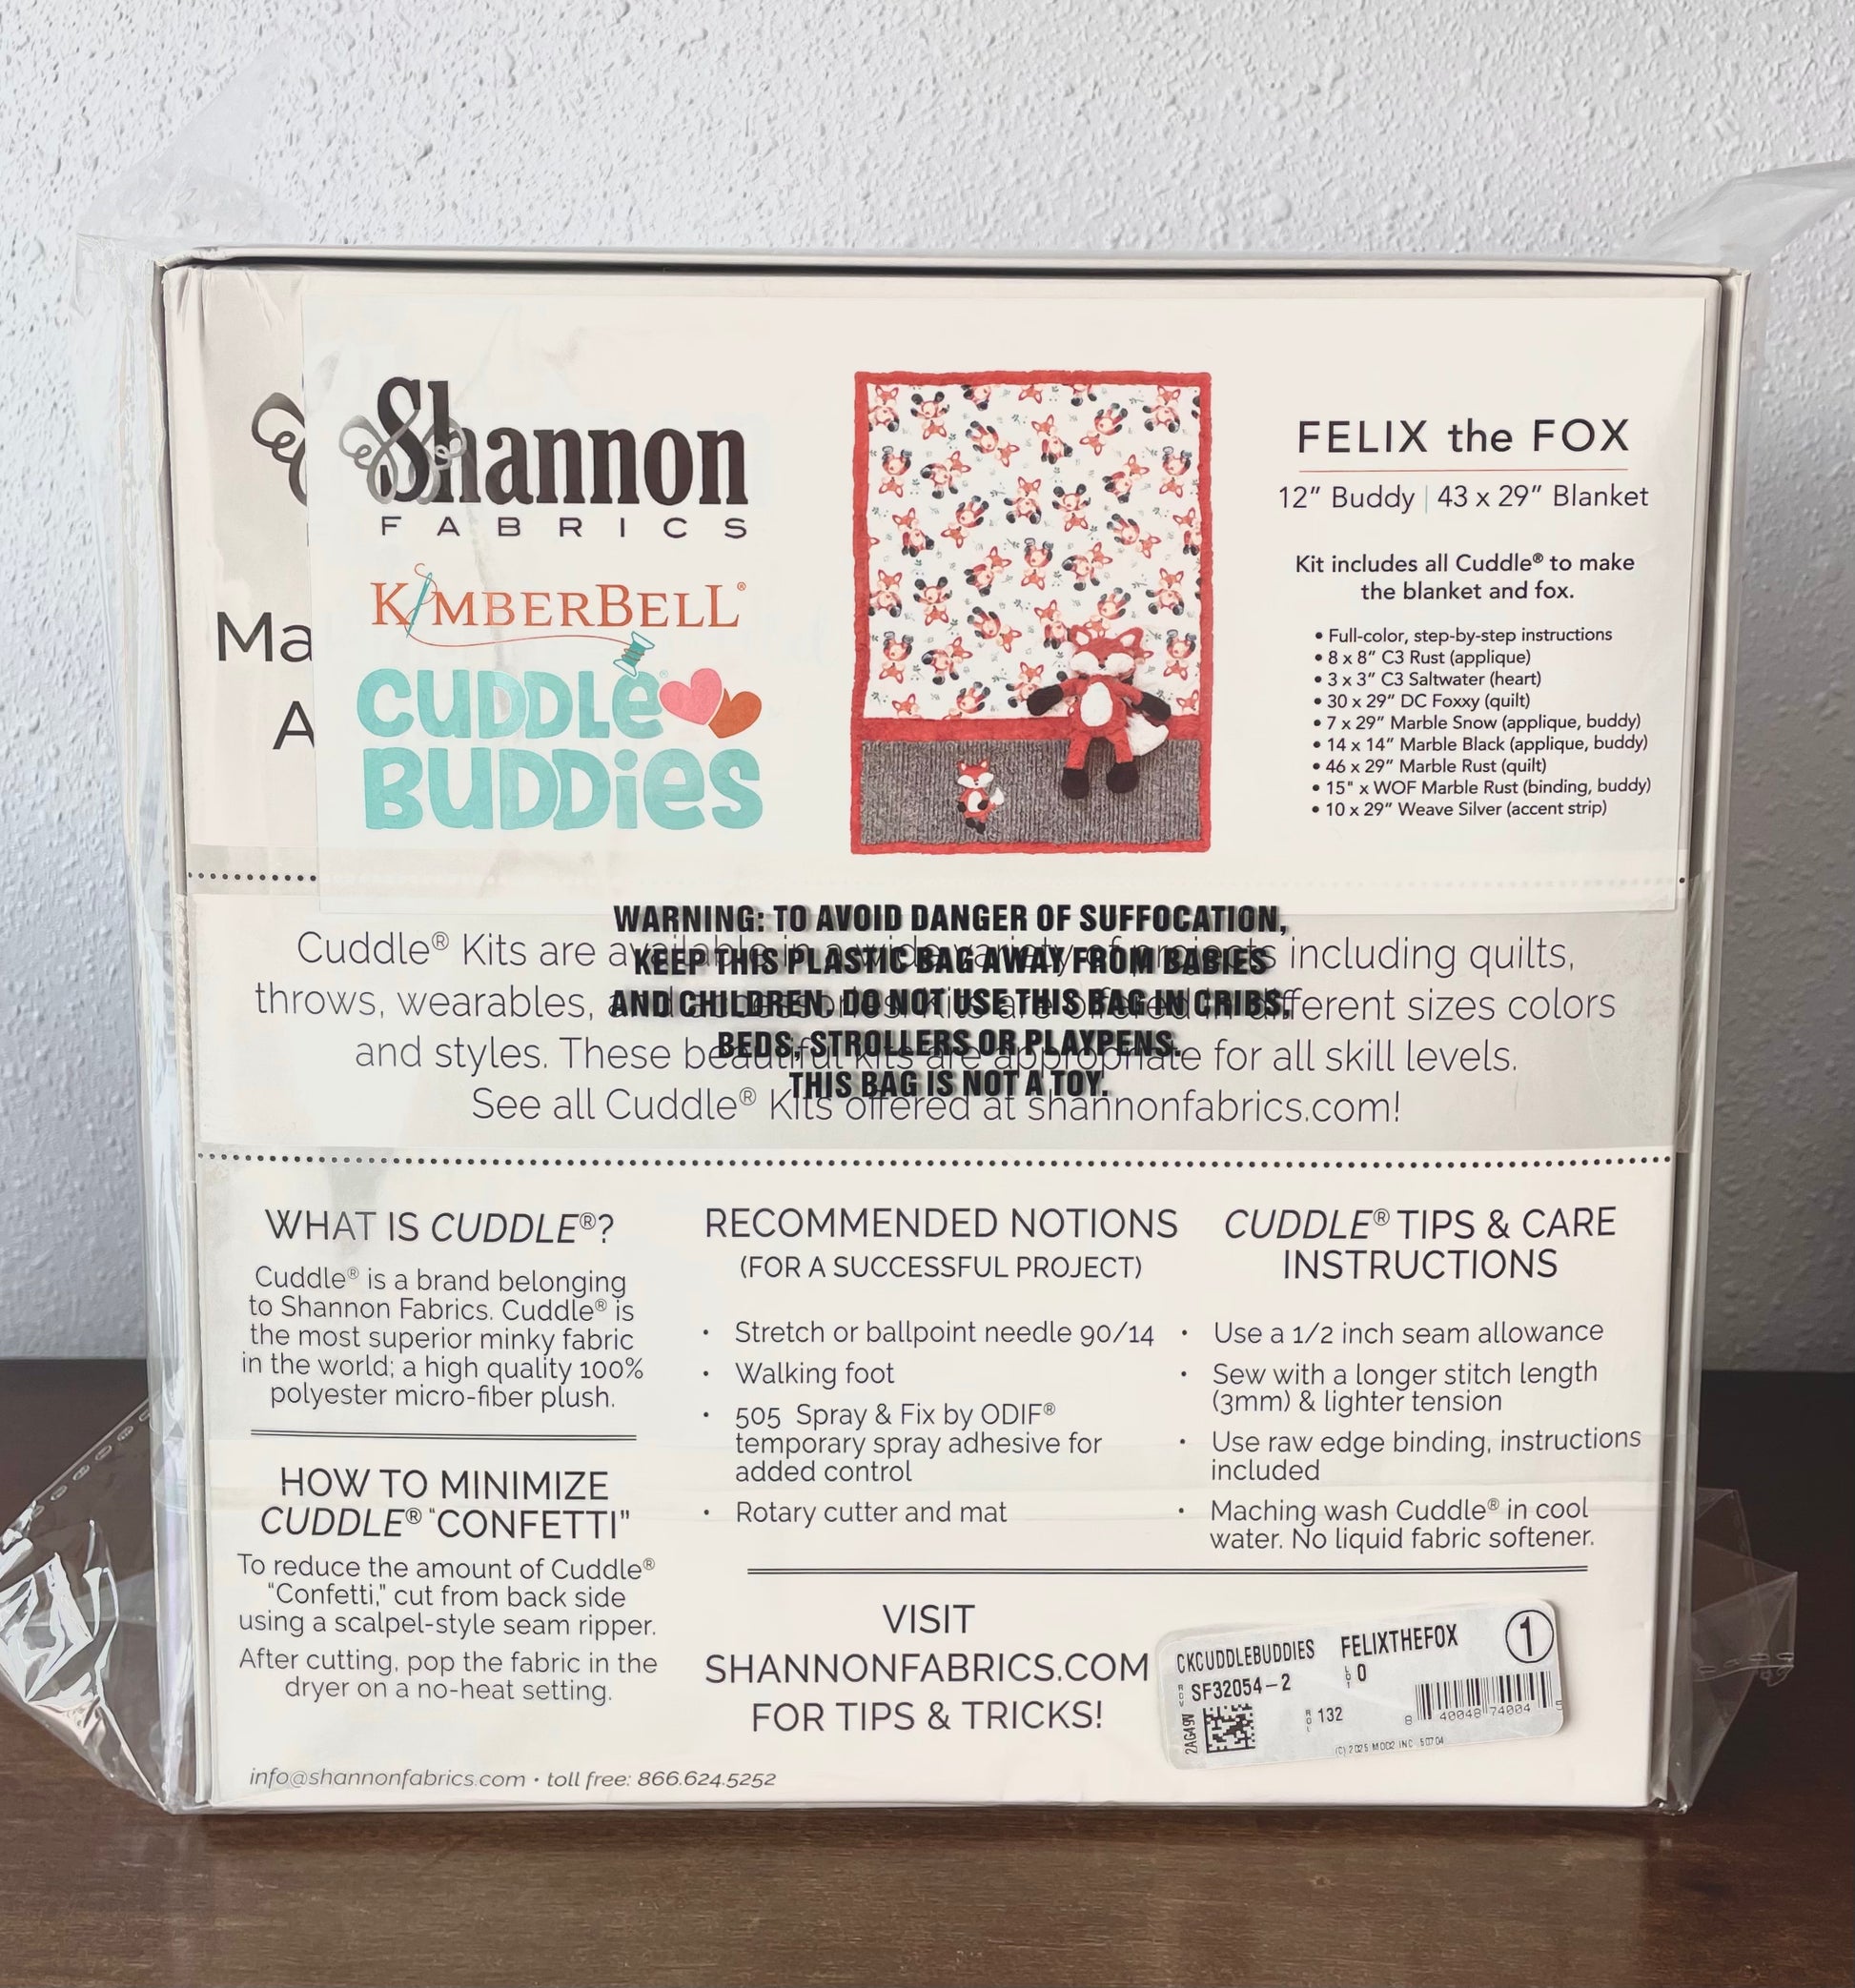 Ma
A
Shannon
FABRICS
KIMBERBELL®
CUDDLe®
BUDDies
FELIX the FOX
12" Buddy | 43 x 29" Blanket
Kit includes all Cuddle® to make
the blanket and fox.
• Full-color, step-by-step instructions
• 8 x 8" C3 Rust (applique)
• 3 x 3" C3 Saltwater (heart)
• 30 x 29" DC Foxxy (quilt)
• 7 x 29" Marble Snow (applique, buddy)
• 14 x 14" Marble Black (applique, buddy)
• 46 x 29" Marble Rust (quilt)
• 15" x WOF Marble Rust (binding, buddy)
• 10 x 29" Weave Silver (accent strip)
WARNING: TO AVOID DANGER OF SUFFOCATION,
KEEP THIS PLASTIC BAG AWAY FROM BABIES
AND CHILDREN. DO NOT USE THIS BAG IN CRIBS,
BEDS, STROLLERS OR PLAYPENS.
THIS BAG IS NOT A TOY.
Cuddle® Kits are available in a wide variety of projects including quilts,
throws, wearables, and accessories. Kits are offered in different sizes colors
and styles. These beautiful kits are appropriate for all skill levels.
See all Cuddle® Kits offered at shannonfabrics.com!
WHAT IS CUDDLE®?
Cuddle® is a brand belonging
to Shannon Fabrics. Cuddle® is
the most superior minky fabric
in the world; a high quality 100%
polyester micro-fiber plush.
HOW TO MINIMIZE
CUDDLE® "CONFETTI"
To reduce the amount of Cuddle®
"Confetti," cut from back side
using a scalpel-style seam ripper.
After cutting, pop the fabric in the
dryer on a no-heat setting.
RECOMMENDED NOTIONS
(FOR A SUCCESSFUL PROJECT)
• Stretch or ballpoint needle 90/14
• Walking foot
• 505 Spray & Fix by ODIF®
temporary spray adhesive for
added control
• Rotary cutter and mat
CUDDLE® TIPS & CARE
INSTRUCTIONS
• Use a 1/2 inch seam allowance
• Sew with a longer stitch length
(3mm) & lighter tension
• Use raw edge binding, instructions
included
• Maching wash Cuddle® in cool
water. No liquid fabric softener.
VISIT
SHANNONFABRICS.COM
FOR TIPS & TRICKS!
CKCUDDLEBUDDIES FELIXTHEFOX 1
SF32054-2 LOT 0
2AG49V
132
8 40048 74004 5
(C) 2025 MOD2 INC 50704
info@shannonfabrics.com • toll free: 866.624.5252